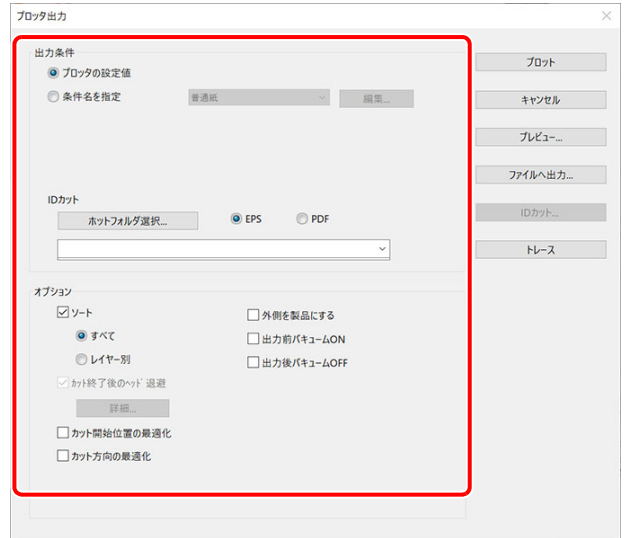 プロッタ出力
出力条件
プロッタの設定値
条件名を指定
普通紙
編集...
IDカット
ホットフォルダ選択...
EPS
PDF
オプション
ソート
すべて
レイヤー別
カット終了後のヘッド退避
詳細...
カット開始位置の最適化
カット方向の最適化
外側を製品にする
出力前バキュームON
出力後バキュームOFF
プロット
キャンセル
プレビュー...
ファイルへ出力...
IDカット...
トレース